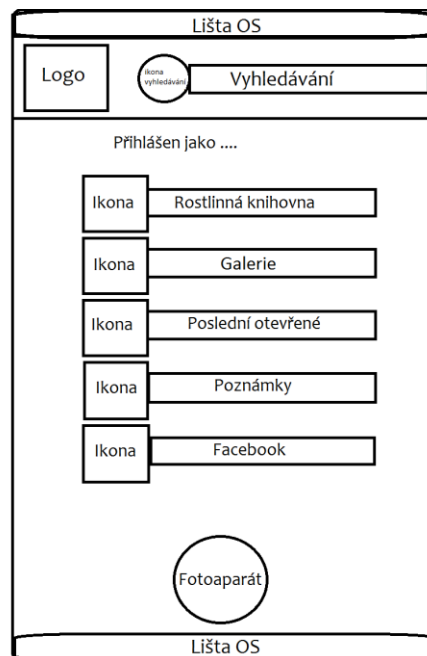 Lišta OS
Logo
Ikona
vyhledávání
Vyhledávání
Přihlášen jako ....
Ikona Rostlinná knihovna
Ikona Galerie
Ikona Poslední otevřené
Ikona Poznámky
Ikona Facebook
Fotoaparát
Lišta OS